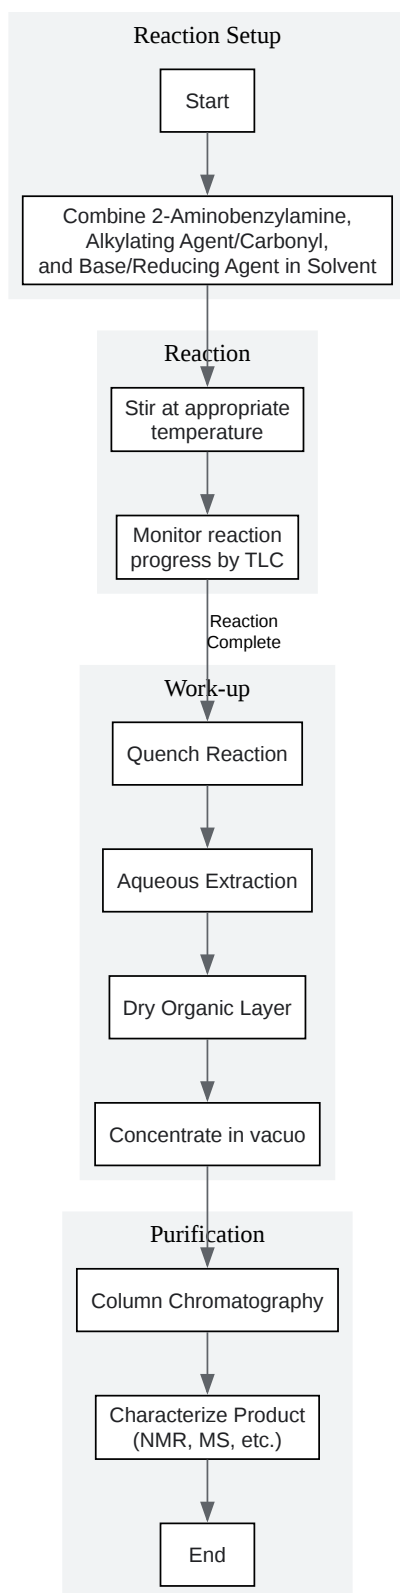 Reaction Setup
Start
Combine 2-Aminobenzylamine,
Alkylating Agent/Carbonyl,
and Base/Reducing Agent in Solvent
Reaction
Stir at appropriate
temperature
Monitor reaction
progress by TLC
Reaction
Complete
Work-up
Quench Reaction
Aqueous Extraction
Dry Organic Layer
Concentrate in vacuo
Purification
Column Chromatography
Characterize Product
(NMR, MS, etc.)
End